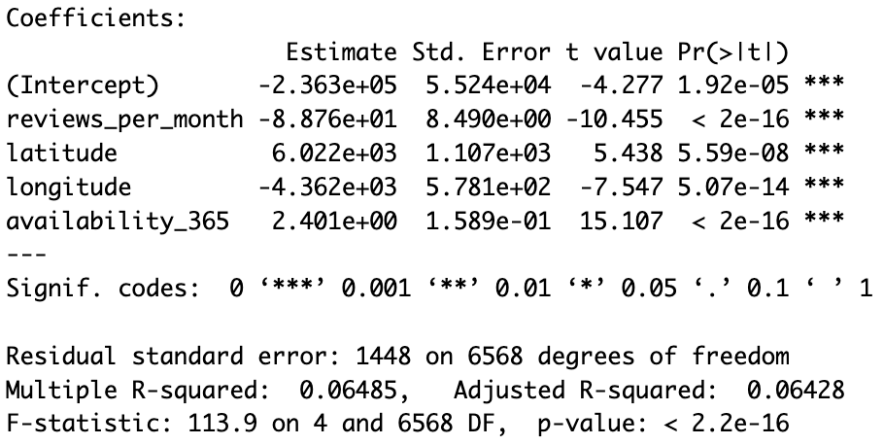 Coefficients:
Estimate Std. Error t value Pr(>|t|)
(Intercept) -2.363e+05 5.524e+04 -4.277 1.92e-05 ***
reviews_per_month -8.876e+01 8.490e+00 -10.455 < 2e-16 ***
latitude 6.022e+03 1.107e+03 5.438 5.59e-08 ***
longitude -4.362e+03 5.781e+02 -7.547 5.07e-14 ***
availability_365 2.401e+00 1.589e-01 15.107 < 2e-16 ***
---
Signif. codes: 0 ‘***’ 0.001 ‘**’ 0.01 ‘*’ 0.05 ‘.’ 0.1 ‘ ’ 1
Residual standard error: 1448 on 6568 degrees of freedom
Multiple R-squared: 0.06485, Adjusted R-squared: 0.06428
F-statistic: 113.9 on 4 and 6568 DF, p-value: < 2.2e-16